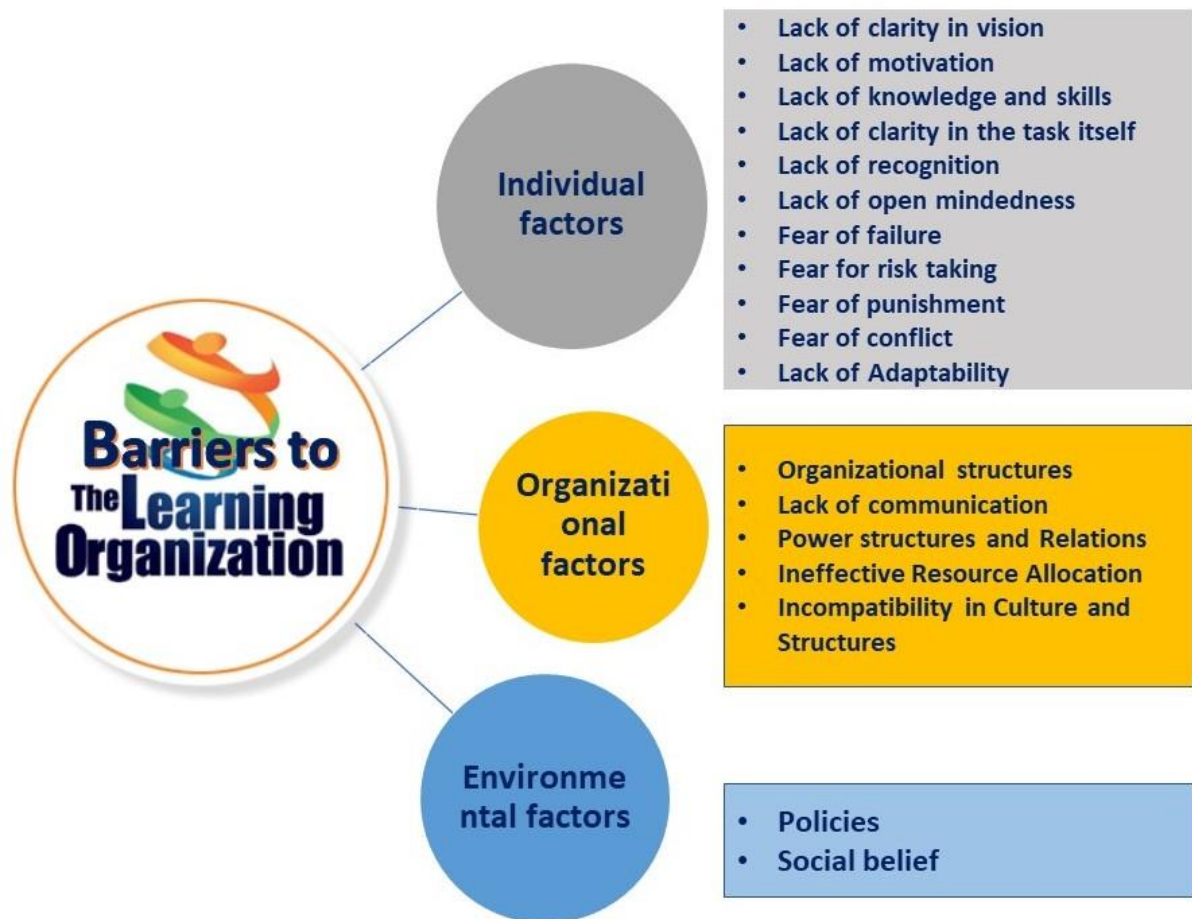 Barriers to
The Learning
Organization
Individual
factors
• Lack of clarity in vision
• Lack of motivation
• Lack of knowledge and skills
• Lack of clarity in the task itself
• Lack of recognition
• Lack of open mindedness
• Fear of failure
• Fear for risk taking
• Fear of punishment
• Fear of conflict
• Lack of Adaptability
Organizati
onal
factors
• Organizational structures
• Lack of communication
• Power structures and Relations
• Ineffective Resource Allocation
• Incompatibility in Culture and
Structures
Environme
ntal factors
• Policies
• Social belief